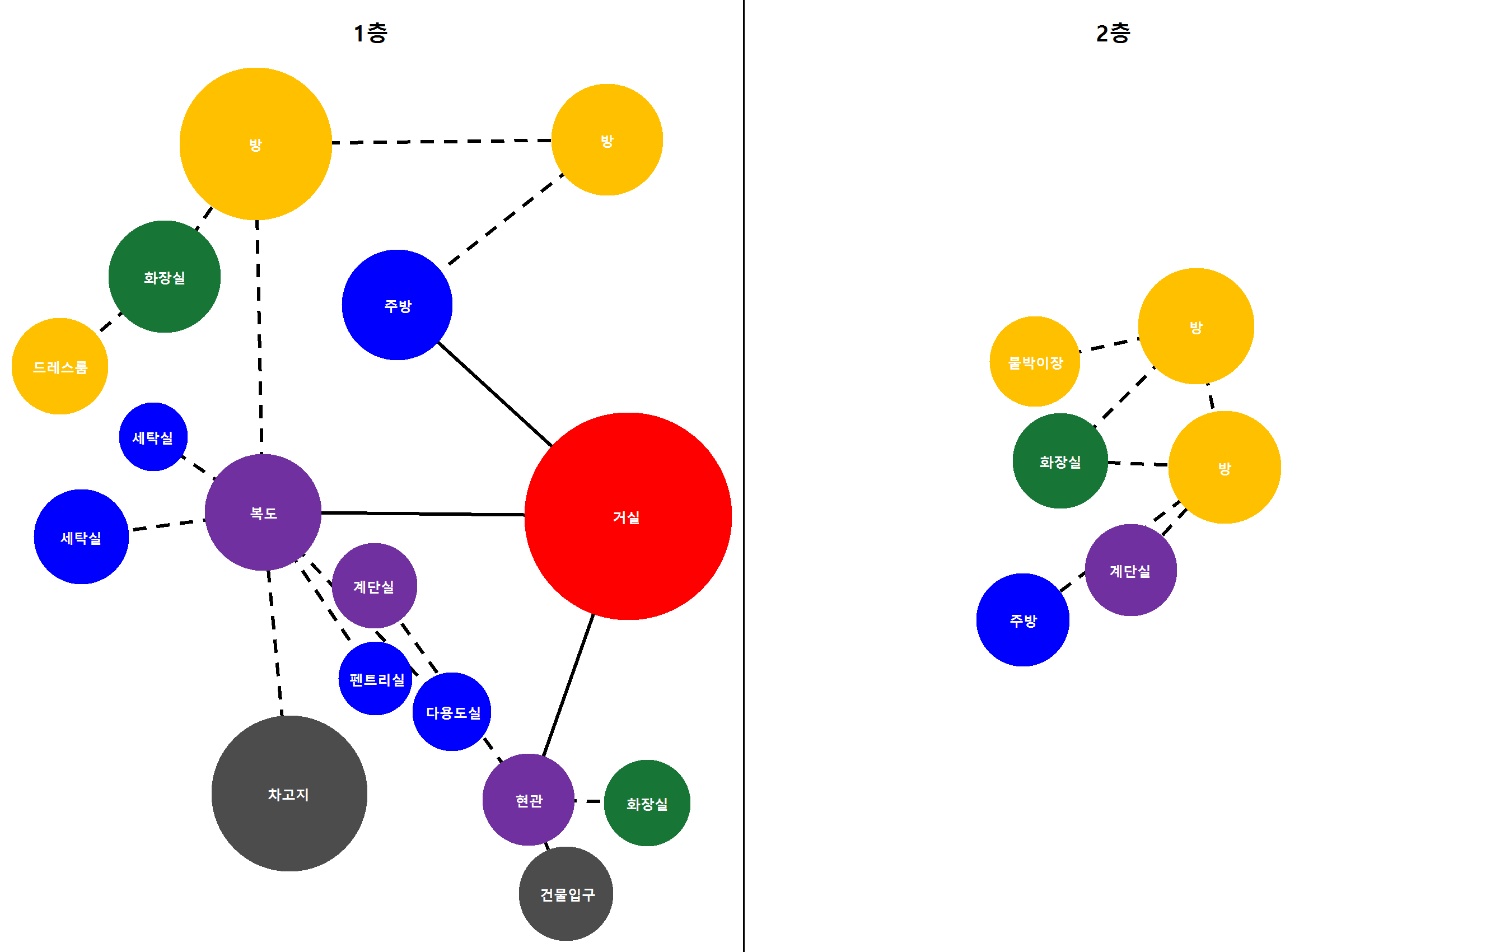 1층
방
방
화장실
주방
드레스룸
세탁실
복도
거실
세탁실
계단실
펜트리실
다용도실
차고지
현관
화장실
건물입구
2층
방
붙박이장
화장실
방
계단실
주방